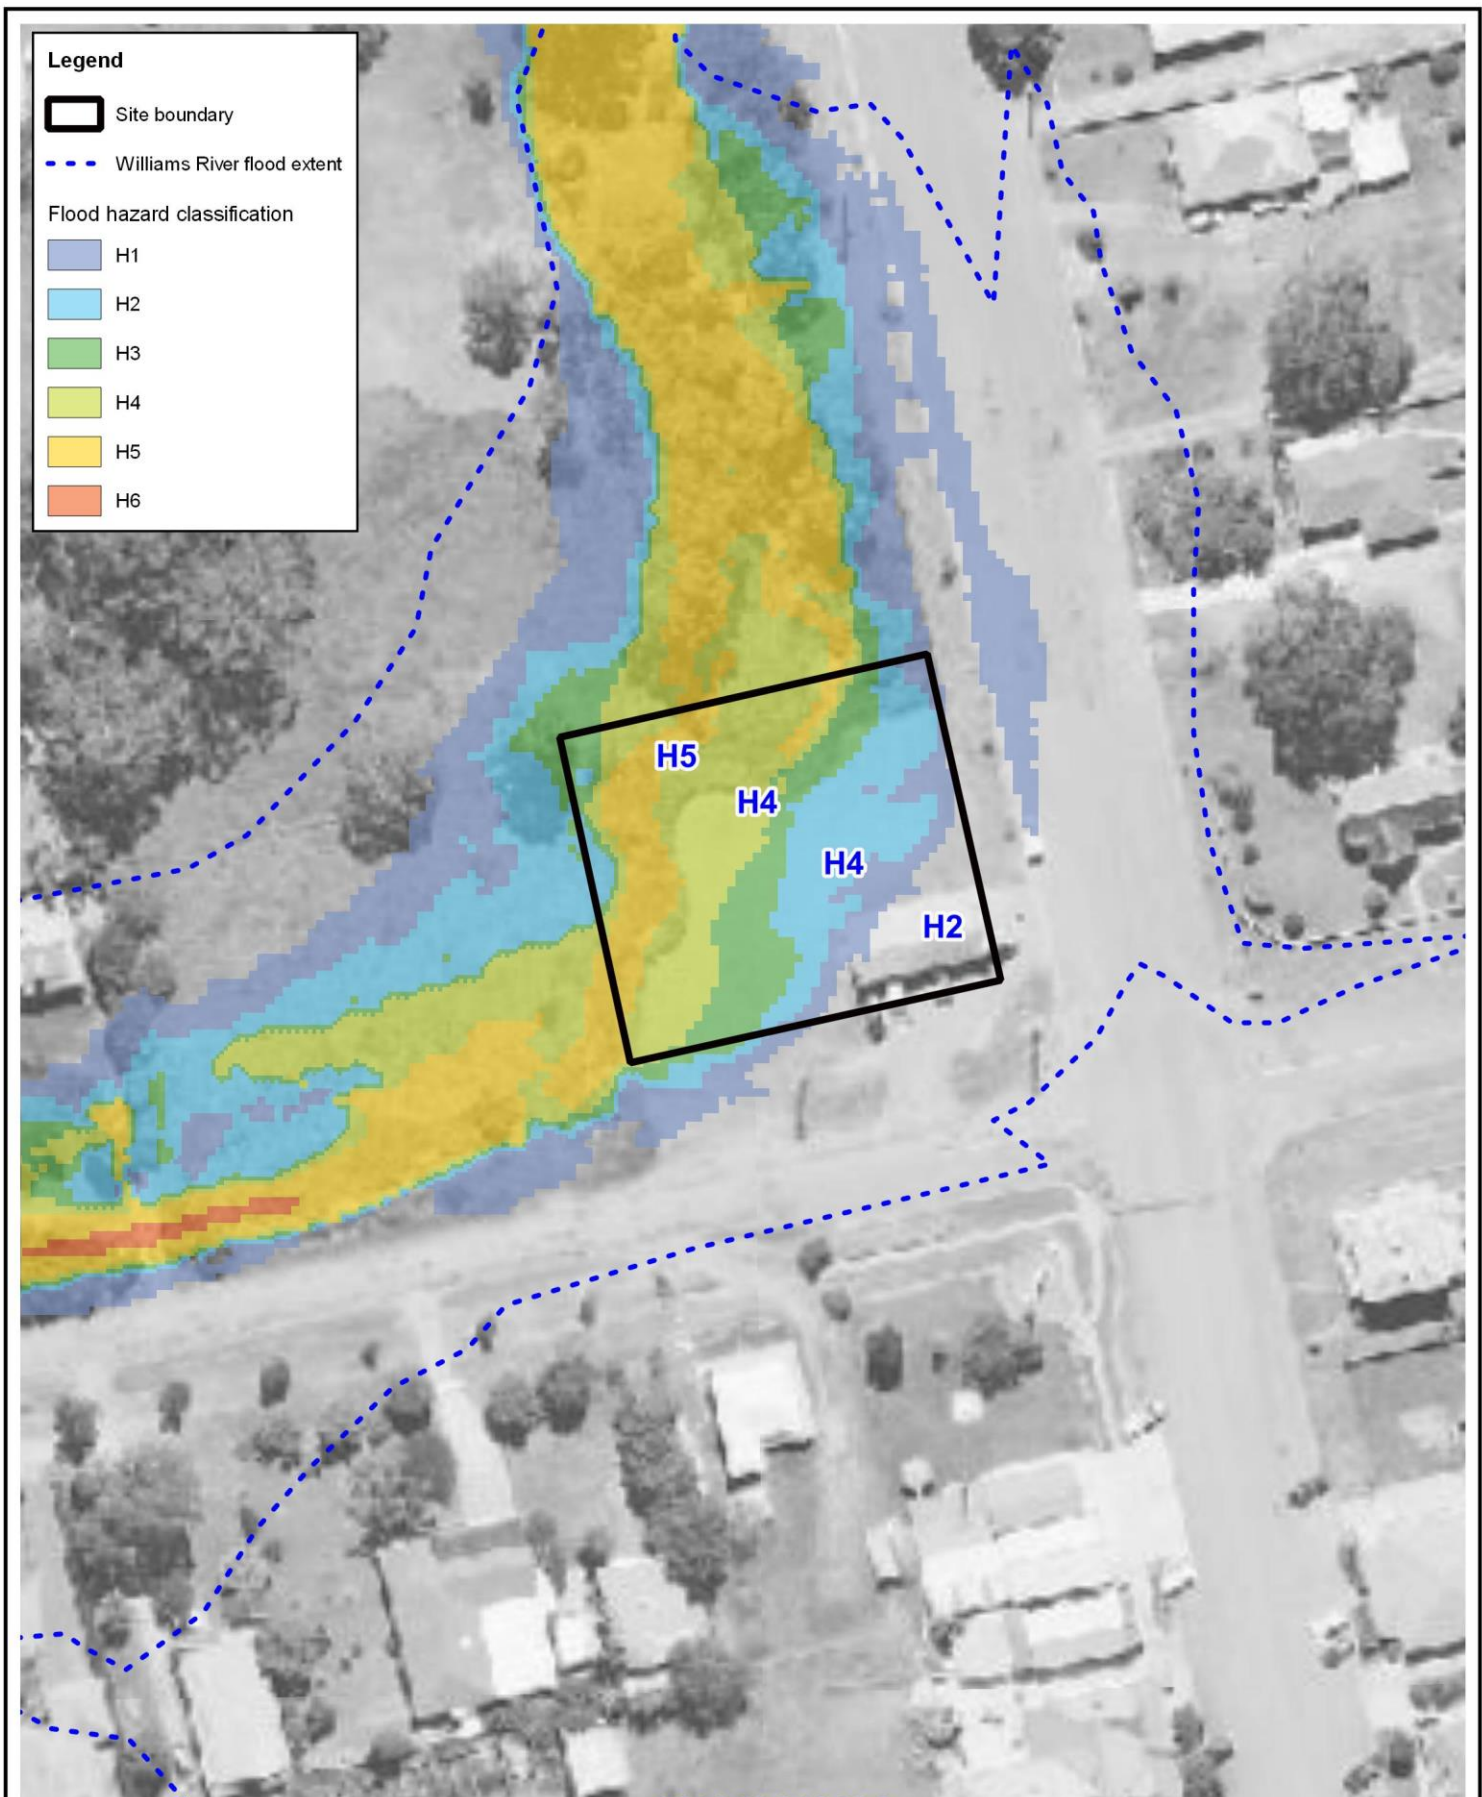 Legend
Site boundary
Williams River flood extent
Flood hazard classification
H1
H2
H3
H4
H5
H6
H5
H4
H4
H2